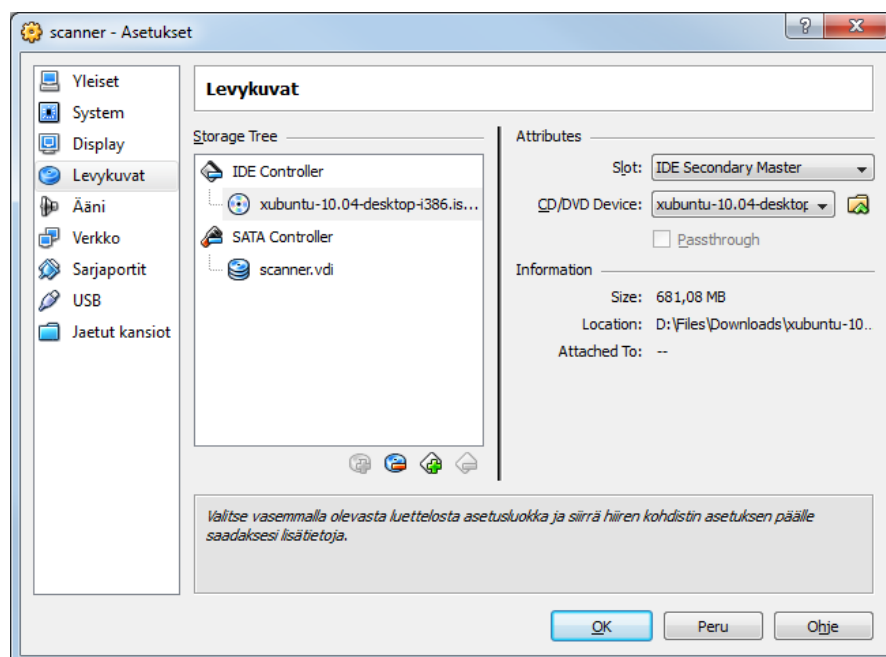 scanner - Asetukset
Yleiset
System
Display
Levykuvat
Ääni
Verkko
Sarjaportit
USB
Jaetut kansiot
Levykuvat
Storage Tree
IDE Controller
xubuntu-10.04-desktop-i386.is...
SATA Controller
scanner.vdi
Attributes
Slot: IDE Secondary Master
CD/DVD Device: xubuntu-10.04-desktop
Passthrough
Information
Size: 681,08 MB
Location: D:\Files\Downloads\xubuntu-10..
Attached To: --
Valitse vasemmalla olevasta luettelosta asetusluokka ja siirrä hiiren kohdistin asetuksen päälle
saadaksesi lisätietoja.
OK Peru Ohje